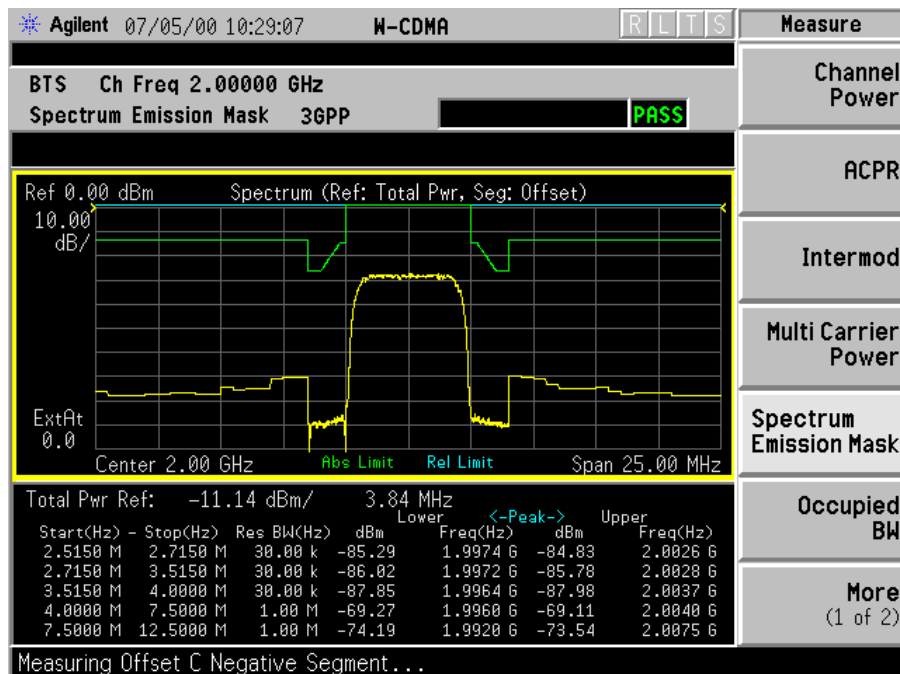 Agilent 07/05/00 10:29:07 W-CDMA R L T S Measure
BTS Ch Freq 2.00000 GHz
Spectrum Emission Mask 3GPP PASS
Ref 0.00 dBm Spectrum (Ref: Total Pwr, Seg: Offset)
10.00
dB/
ExtAt
0.0
Center 2.00 GHz Abs Limit Rel Limit Span 25.00 MHz
Total Pwr Ref: -11.14 dBm/ 3.84 MHz
Lower <-Peak-> Upper
Start(Hz) - Stop(Hz) Res BW(Hz) dBm Freq(Hz) dBm Freq(Hz)
2.5150 M 2.7150 M 30.00 k -85.29 1.9974 G -84.83 2.0026 G
2.7150 M 3.5150 M 30.00 k -86.02 1.9972 G -85.78 2.0028 G
3.5150 M 4.0000 M 30.00 k -87.85 1.9964 G -87.98 2.0037 G
4.0000 M 7.5000 M 1.00 M -69.27 1.9960 G -69.11 2.0040 G
7.5000 M 12.5000 M 1.00 M -74.19 1.9920 G -73.54 2.0075 G
Measuring Offset C Negative Segment...
Channel
Power
ACPR
Intermod
Multi Carrier
Power
Spectrum
Emission Mask
Occupied
BW
More
(1 of 2)